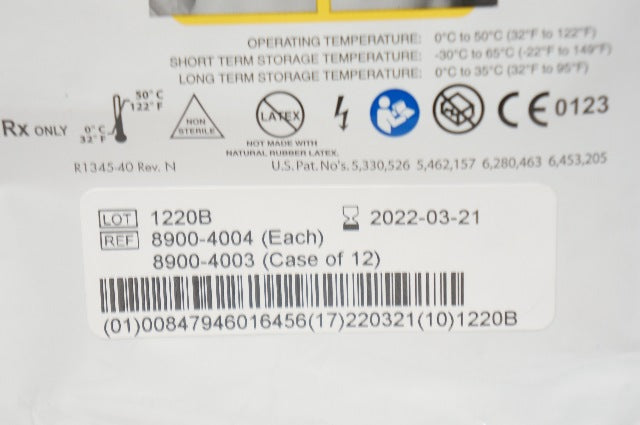 OPERATING TEMPERATURE: 0°C to 50°C (32°F to 122°F)
SHORT TERM STORAGE TEMPERATURE: -30°C to 65°C (-22°F to 149°F)
LONG TERM STORAGE TEMPERATURE: 0°C to 35°C (32°F to 95°F)
Rx ONLY
50°C
122°F
0°C
32°F
NON
STERILE
LATEX
NOT MADE WITH
NATURAL RUBBER LATEX.
CE 0123
R1345-40 Rev. N
U.S. Pat. No's. 5,330,526 5,462,157 6,280,463 6,453,205
LOT 1220B 2022-03-21
REF 8900-4004 (Each)
8900-4003 (Case of 12)
(01)00847946016456(17)220321(10)1220B